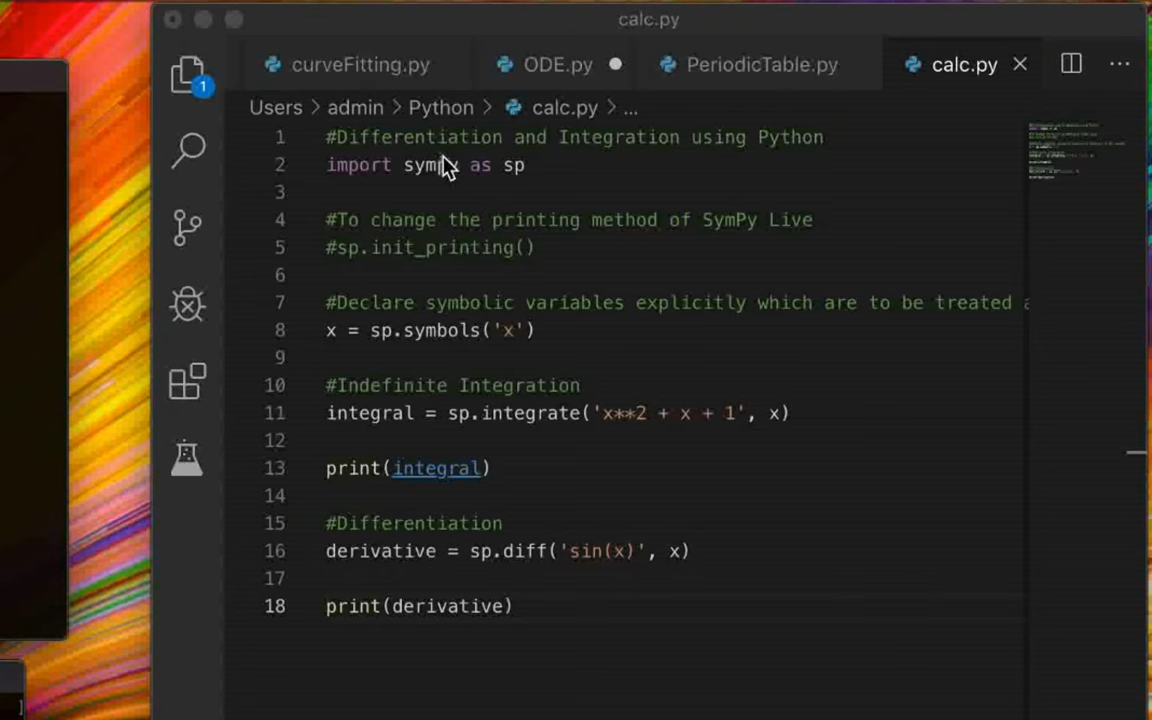 calc.py
curveFitting.py ODE.py PeriodicTable.py calc.py
1
Users > admin > Python > calc.py > ...
1 #Differentiation and Integration using Python
2 import sympy as sp
3
4 #To change the printing method of SymPy Live
5 #sp.init_printing()
6
7 #Declare symbolic variables explicitly which are to be treated a
8 x = sp.symbols('x')
9
10 #Indefinite Integration
11 integral = sp.integrate('x**2 + x + 1', x)
12
13 print(integral)
14
15 #Differentiation
16 derivative = sp.diff('sin(x)', x)
17
18 print(derivative)
]